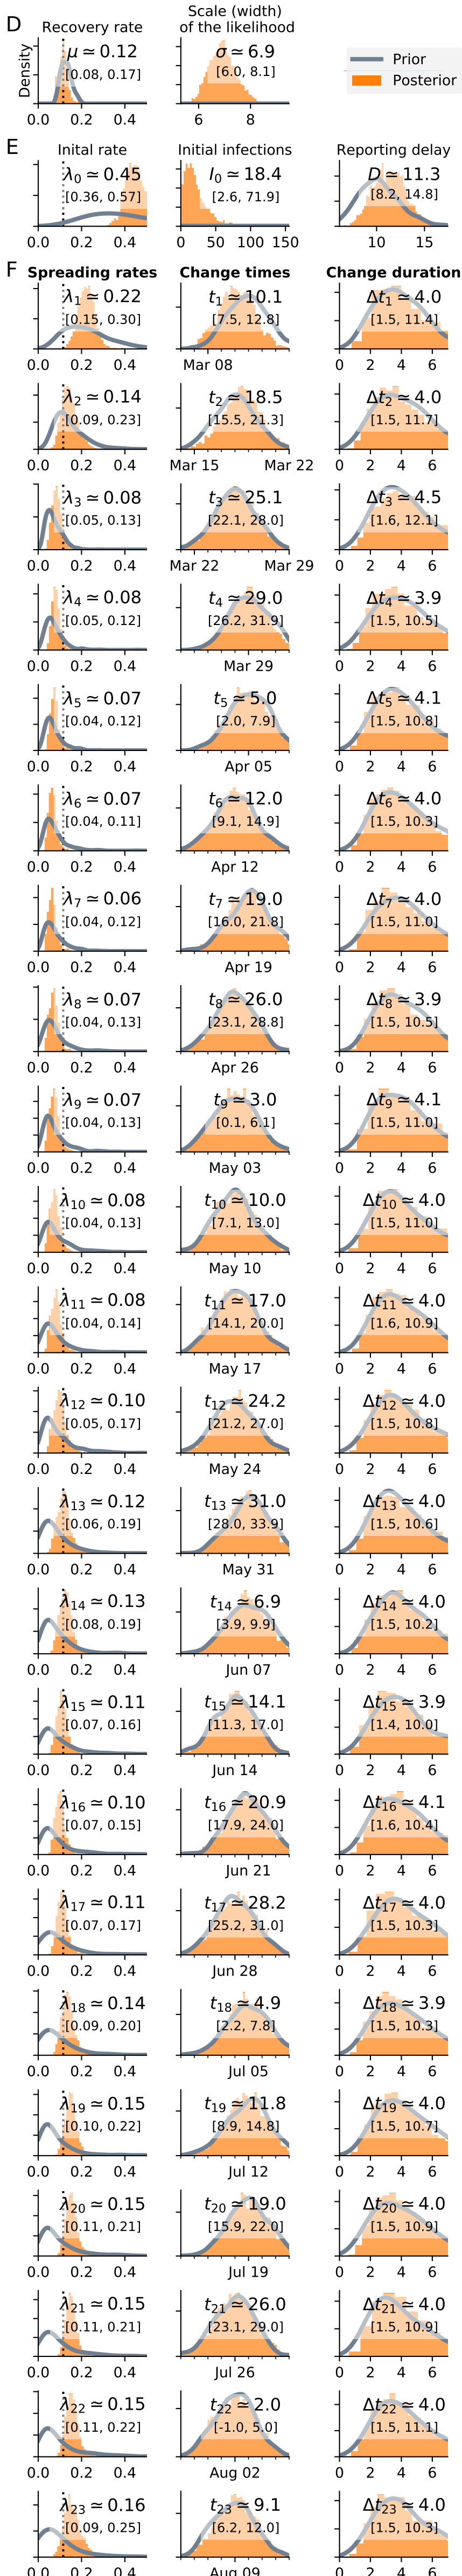 D
Recovery rate
Scale (width)
of the likelihood
Density
μ ≃ 0.12
[0.08, 0.17]
σ ≃ 6.9
[6.0, 8.1]
Prior
Posterior
0.0 0.2 0.4
6 8
E
Inital rate
Initial infections
Reporting delay
λ0 ≃ 0.45
[0.36, 0.57]
I0 ≃ 18.4
[2.6, 71.9]
D ≃ 11.3
[8.2, 14.8]
0.0 0.2 0.4
0 50 100 150
10 15
F
Spreading rates
Change times
Change duration
λ1 ≃ 0.22
[0.15, 0.30]
t1 ≃ 10.1
[7.5, 12.8]
Δt1 ≃ 4.0
[1.5, 11.4]
0.0 0.2 0.4
Mar 08
0 2 4 6
λ2 ≃ 0.14
[0.09, 0.23]
t2 ≃ 18.5
[15.5, 21.3]
Δt2 ≃ 4.0
[1.5, 11.7]
0.0 0.2 0.4
Mar 15 Mar 22
0 2 4 6
λ3 ≃ 0.08
[0.05, 0.13]
t3 ≃ 25.1
[22.1, 28.0]
Δt3 ≃ 4.5
[1.6, 12.1]
0.0 0.2 0.4
Mar 22 Mar 29
0 2 4 6
λ4 ≃ 0.08
[0.05, 0.12]
t4 ≃ 29.0
[26.2, 31.9]
Δt4 ≃ 3.9
[1.5, 10.5]
0.0 0.2 0.4
Mar 29
0 2 4 6
λ5 ≃ 0.07
[0.04, 0.12]
t5 ≃ 5.0
[2.0, 7.9]
Δt5 ≃ 4.1
[1.5, 10.8]
0.0 0.2 0.4
Apr 05
0 2 4 6
λ6 ≃ 0.07
[0.04, 0.11]
t6 ≃ 12.0
[9.1, 14.9]
Δt6 ≃ 4.0
[1.5, 10.3]
0.0 0.2 0.4
Apr 12
0 2 4 6
λ7 ≃ 0.06
[0.04, 0.12]
t7 ≃ 19.0
[16.0, 21.8]
Δt7 ≃ 4.0
[1.5, 11.0]
0.0 0.2 0.4
Apr 19
0 2 4 6
λ8 ≃ 0.07
[0.04, 0.13]
t8 ≃ 26.0
[23.1, 28.8]
Δt8 ≃ 3.9
[1.5, 10.5]
0.0 0.2 0.4
Apr 26
0 2 4 6
λ9 ≃ 0.07
[0.04, 0.13]
t9 ≃ 3.0
[0.1, 6.1]
Δt9 ≃ 4.1
[1.5, 11.0]
0.0 0.2 0.4
May 03
0 2 4 6
λ10 ≃ 0.08
[0.04, 0.13]
t10 ≃ 10.0
[7.1, 13.0]
Δt10 ≃ 4.0
[1.5, 11.0]
0.0 0.2 0.4
May 10
0 2 4 6
λ11 ≃ 0.08
[0.04, 0.14]
t11 ≃ 17.0
[14.1, 20.0]
Δt11 ≃ 4.0
[1.6, 10.9]
0.0 0.2 0.4
May 17
0 2 4 6
λ12 ≃ 0.10
[0.05, 0.17]
t12 ≃ 24.2
[21.2, 27.0]
Δt12 ≃ 4.0
[1.5, 10.8]
0.0 0.2 0.4
May 24
0 2 4 6
λ13 ≃ 0.12
[0.06, 0.19]
t13 ≃ 31.0
[28.0, 33.9]
Δt13 ≃ 4.0
[1.5, 10.6]
0.0 0.2 0.4
May 31
0 2 4 6
λ14 ≃ 0.13
[0.08, 0.19]
t14 ≃ 6.9
[3.9, 9.9]
Δt14 ≃ 4.0
[1.5, 10.2]
0.0 0.2 0.4
Jun 07
0 2 4 6
λ15 ≃ 0.11
[0.07, 0.16]
t15 ≃ 14.1
[11.3, 17.0]
Δt15 ≃ 3.9
[1.4, 10.0]
0.0 0.2 0.4
Jun 14
0 2 4 6
λ16 ≃ 0.10
[0.07, 0.15]
t16 ≃ 20.9
[17.9, 24.0]
Δt16 ≃ 4.1
[1.6, 10.4]
0.0 0.2 0.4
Jun 21
0 2 4 6
λ17 ≃ 0.11
[0.07, 0.17]
t17 ≃ 28.2
[25.2, 31.0]
Δt17 ≃ 4.0
[1.5, 10.3]
0.0 0.2 0.4
Jun 28
0 2 4 6
λ18 ≃ 0.14
[0.09, 0.20]
t18 ≃ 4.9
[2.2, 7.8]
Δt18 ≃ 3.9
[1.5, 10.3]
0.0 0.2 0.4
Jul 05
0 2 4 6
λ19 ≃ 0.15
[0.10, 0.22]
t19 ≃ 11.8
[8.9, 14.8]
Δt19 ≃ 4.0
[1.5, 10.7]
0.0 0.2 0.4
Jul 12
0 2 4 6
λ20 ≃ 0.15
[0.11, 0.21]
t20 ≃ 19.0
[15.9, 22.0]
Δt20 ≃ 4.0
[1.5, 10.9]
0.0 0.2 0.4
Jul 19
0 2 4 6
λ21 ≃ 0.15
[0.11, 0.21]
t21 ≃ 26.0
[23.1, 29.0]
Δt21 ≃ 4.0
[1.5, 10.9]
0.0 0.2 0.4
Jul 26
0 2 4 6
λ22 ≃ 0.15
[0.11, 0.22]
t22 ≃ 2.0
[-1.0, 5.0]
Δt22 ≃ 4.0
[1.5, 11.1]
0.0 0.2 0.4
Aug 02
0 2 4 6
λ23 ≃ 0.16
[0.09, 0.25]
t23 ≃ 9.1
[6.2, 12.0]
Δt23 ≃ 4.0
[1.5, 10.3]
0.0 0.2 0.4
Aug 09
0 2 4 6